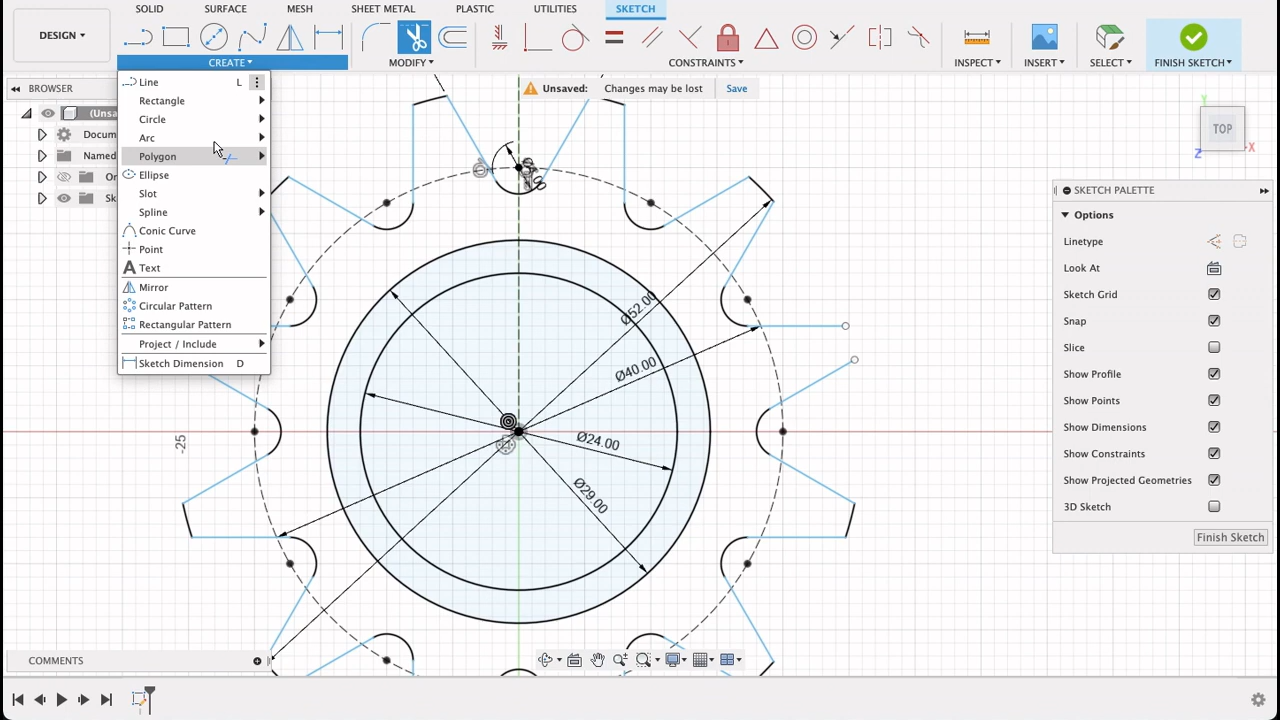 SOLID SURFACE MESH SHEET METAL PLASTIC UTILITIES SKETCH
DESIGN
CREATE MODIFY CONSTRAINTS INSPECT INSERT SELECT FINISH SKETCH
BROWSER
Unsaved: Changes may be lost Save
(Unsa
Docum
Named
Or
Sk
Line L
Rectangle
Circle
Arc
Polygon
Ellipse
Slot
Spline
Conic Curve
Point
Text
Mirror
Circular Pattern
Rectangular Pattern
Project / Include
Sketch Dimension D
TOP
Y
X
Z
Ø52.00
Ø40.00
Ø24.00
Ø29.00
-25
SKETCH PALETTE
Options
Linetype
Look At
Sketch Grid
Snap
Slice
Show Profile
Show Points
Show Dimensions
Show Constraints
Show Projected Geometries
3D Sketch
Finish Sketch
COMMENTS